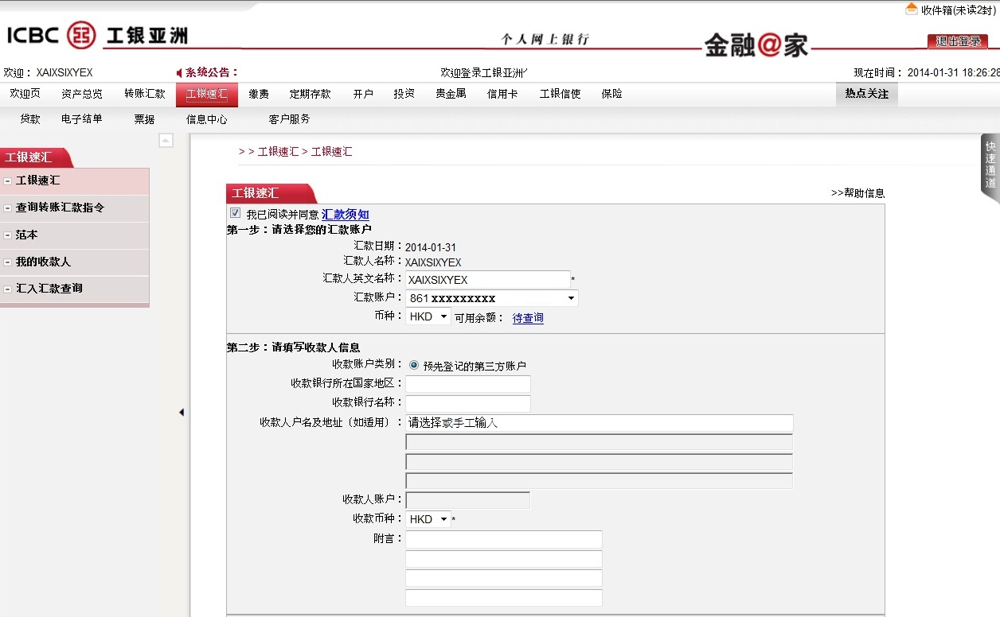 收件箱(未读2封)
ICBC 工银亚洲
个人网上银行
金融@家
退出登录
欢迎： XAIXSIXYEX
系统公告：
欢迎登录工银亚洲
现在时间： 2014-01-31 18:26:28
欢迎页 资产总览 转账汇款 工银速汇 缴费 定期存款 开户 投资 贵金属 信用卡 工银信使 保险 热点关注
贷款 电子结单 票据 信息中心 客户服务
快速通道
工银速汇
工银速汇
查询转账汇款指令
范本
我的收款人
汇入汇款查询
> > 工银速汇 > 工银速汇
工银速汇
>>帮助信息
我已阅读并同意 汇款须知
第一步：请选择您的汇款账户
汇款日期：2014-01-31
汇款人名称：XAIXSIXYEX
汇款人英文名称：XAIXSIXYEX *
汇款账户：861 xxxxxxxxx
币种：HKD 可用余额： 待查询
第二步：请填写收款人信息
收款账户类别： 预先登记的第三方账户
收款银行所在国家地区：
收款银行名称：
收款人户名及地址（如适用）：请选择或手工输入
收款人账户：
收款币种：HKD *
附言：